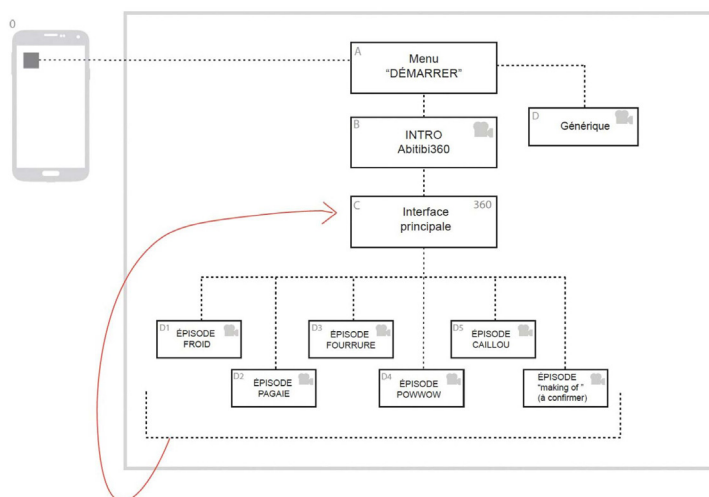 0
A
Menu
“DÉMARRER”
B
INTRO
Abitibi360
D
Générique
C
360
Interface
principale
D1
ÉPISODE
FROID
D3
ÉPISODE
FOURRURE
D5
ÉPISODE
CAILLOU
D2
ÉPISODE
PAGAIE
D4
ÉPISODE
POWWOW
ÉPISODE
“making of ”
(à confirmer)